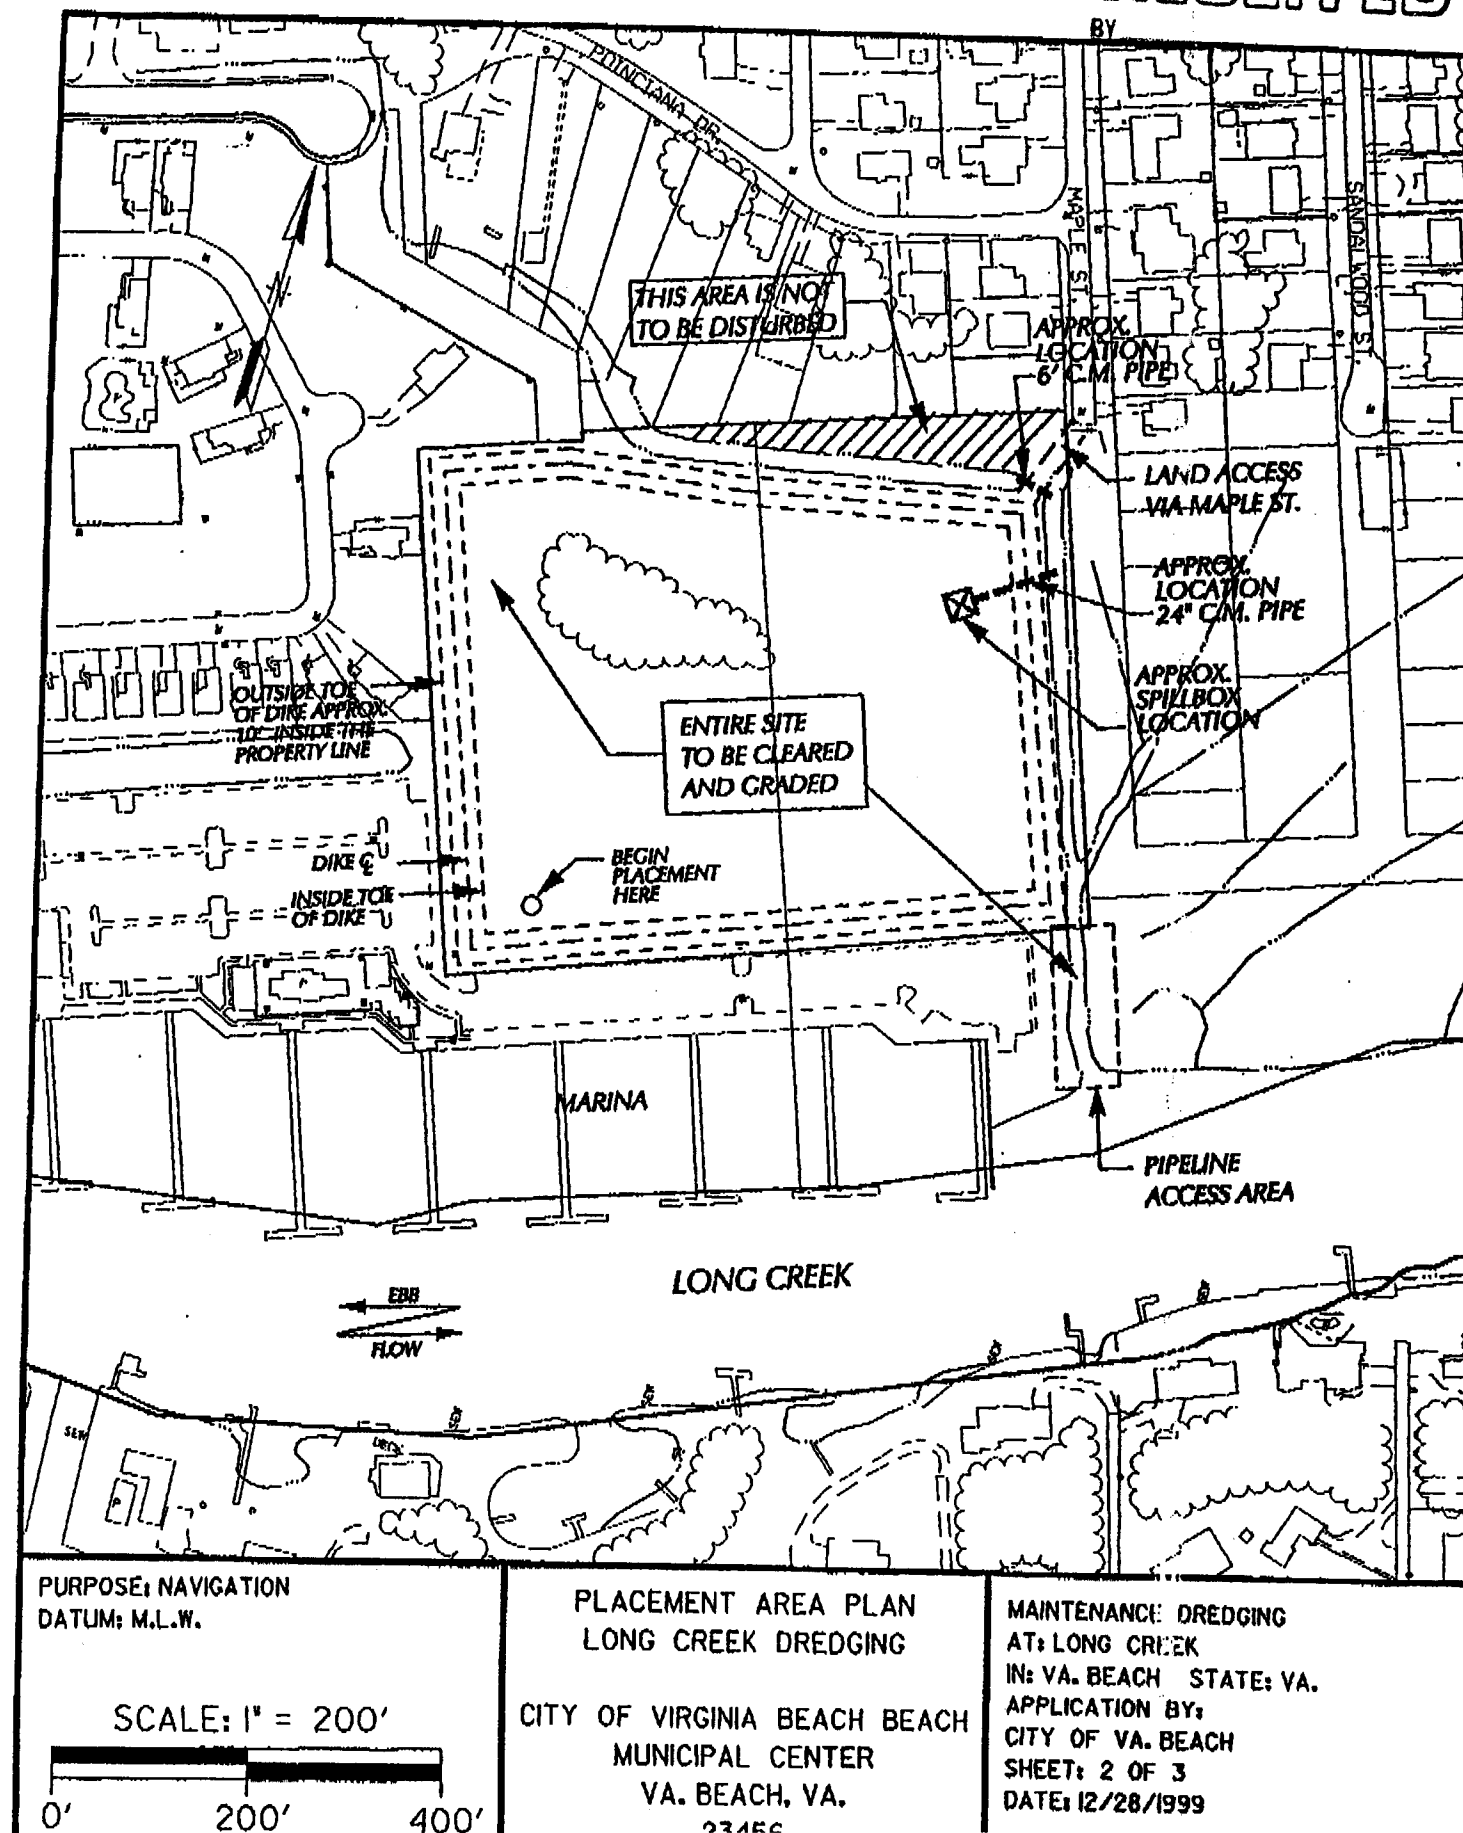 BY
POINCIANA DR.
MAPLE ST.
SANDALWOOD ST.
THIS AREA IS NOT
TO BE DISTURBED
APPROX.
LOCATION
6' C.M. PIPE
LAND ACCESS
VIA MAPLE ST.
APPROX.
LOCATION
24" C.M. PIPE
APPROX.
SPILLBOX
LOCATION
OUTSIDE TOE
OF DIKE APPROX.
10' INSIDE THE
PROPERTY LINE
ENTIRE SITE
TO BE CLEARED
AND GRADED
DIKE ℄
INSIDE TOE
OF DIKE
BEGIN
PLACEMENT
HERE
MARINA
PIPELINE
ACCESS AREA
LONG CREEK
EBB
FLOW
DECK
PURPOSE: NAVIGATION
DATUM: M.L.W.
SCALE: 1" = 200'
0' 200' 400'
PLACEMENT AREA PLAN
LONG CREEK DREDGING
CITY OF VIRGINIA BEACH BEACH
MUNICIPAL CENTER
VA. BEACH, VA.
23456
MAINTENANCE DREDGING
AT: LONG CREEK
IN: VA. BEACH STATE: VA.
APPLICATION BY:
CITY OF VA. BEACH
SHEET: 2 OF 3
DATE: 12/28/1999